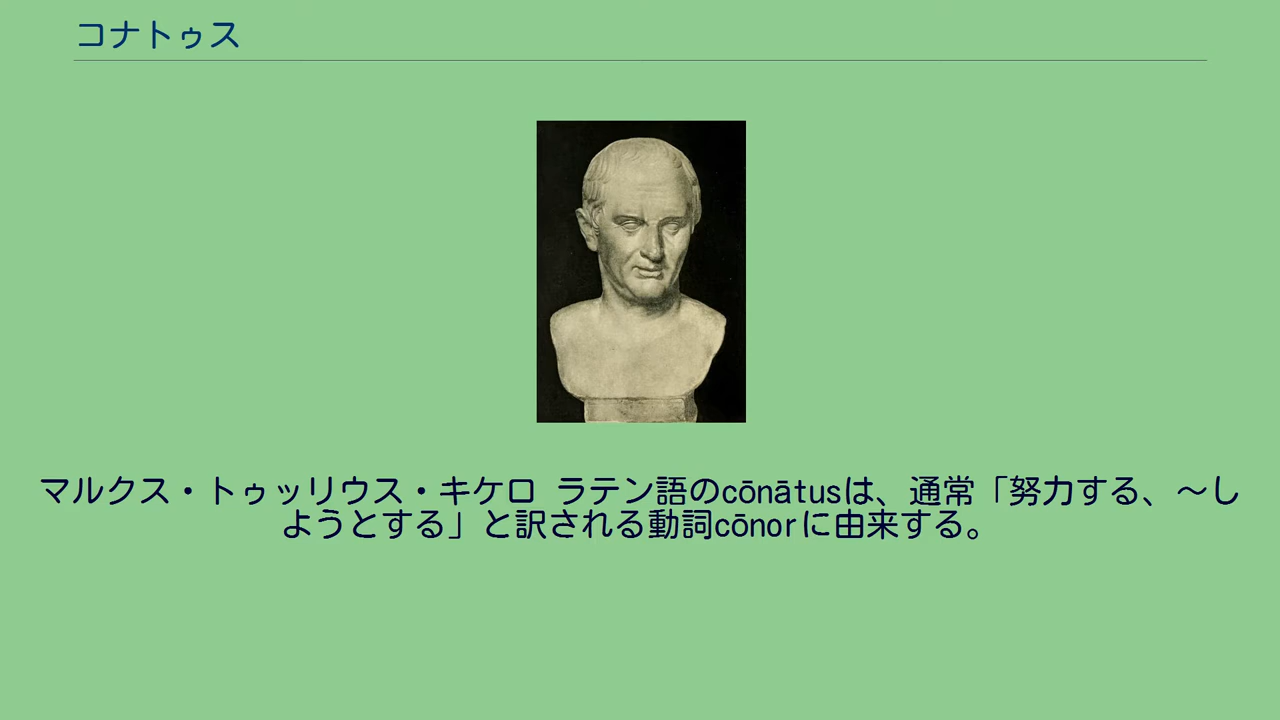 コナトゥス
マルクス・トゥッリウス・キケロ ラテン語のcōnātusは、通常「努力する、～し
ようとする」と訳される動詞cōnorに由来する。